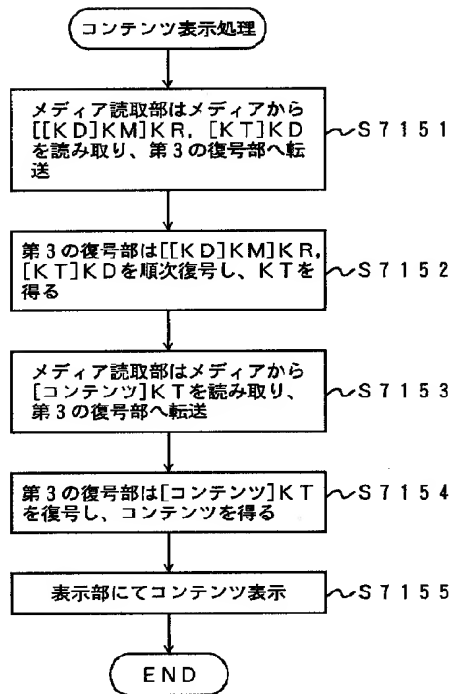 コンテンツ表示処理
メディア読取部はメディアから
[[KD]KM]KR, [KT]KD
を読み取り、第3の復号部へ転
送
S7151
第3の復号部は[[KD]KM]KR,
[KT]KDを順次復号し、KTを
得る
S7152
メディア読取部はメディアから
[コンテンツ]KTを読み取り、
第3の復号部へ転送
S7153
第3の復号部は[コンテンツ]KT
を復号し、コンテンツを得る
S7154
表示部にてコンテンツ表示
S7155
END